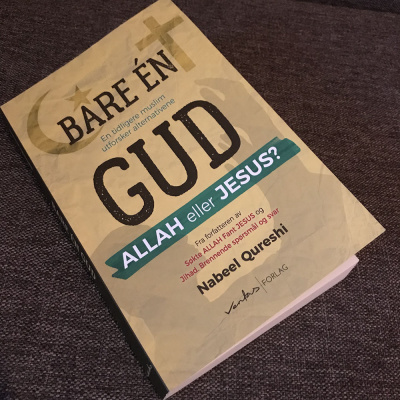 BARE ÉN
En tidligere muslim
utforsker alternativene
GUD
ALLAH eller JESUS?
Fra forfatteren av
Søkte ALLAH Fant JESUS og
Jihad. Brennende spørsmål og svar
Nabeel Qureshi
Ventas FORLAG